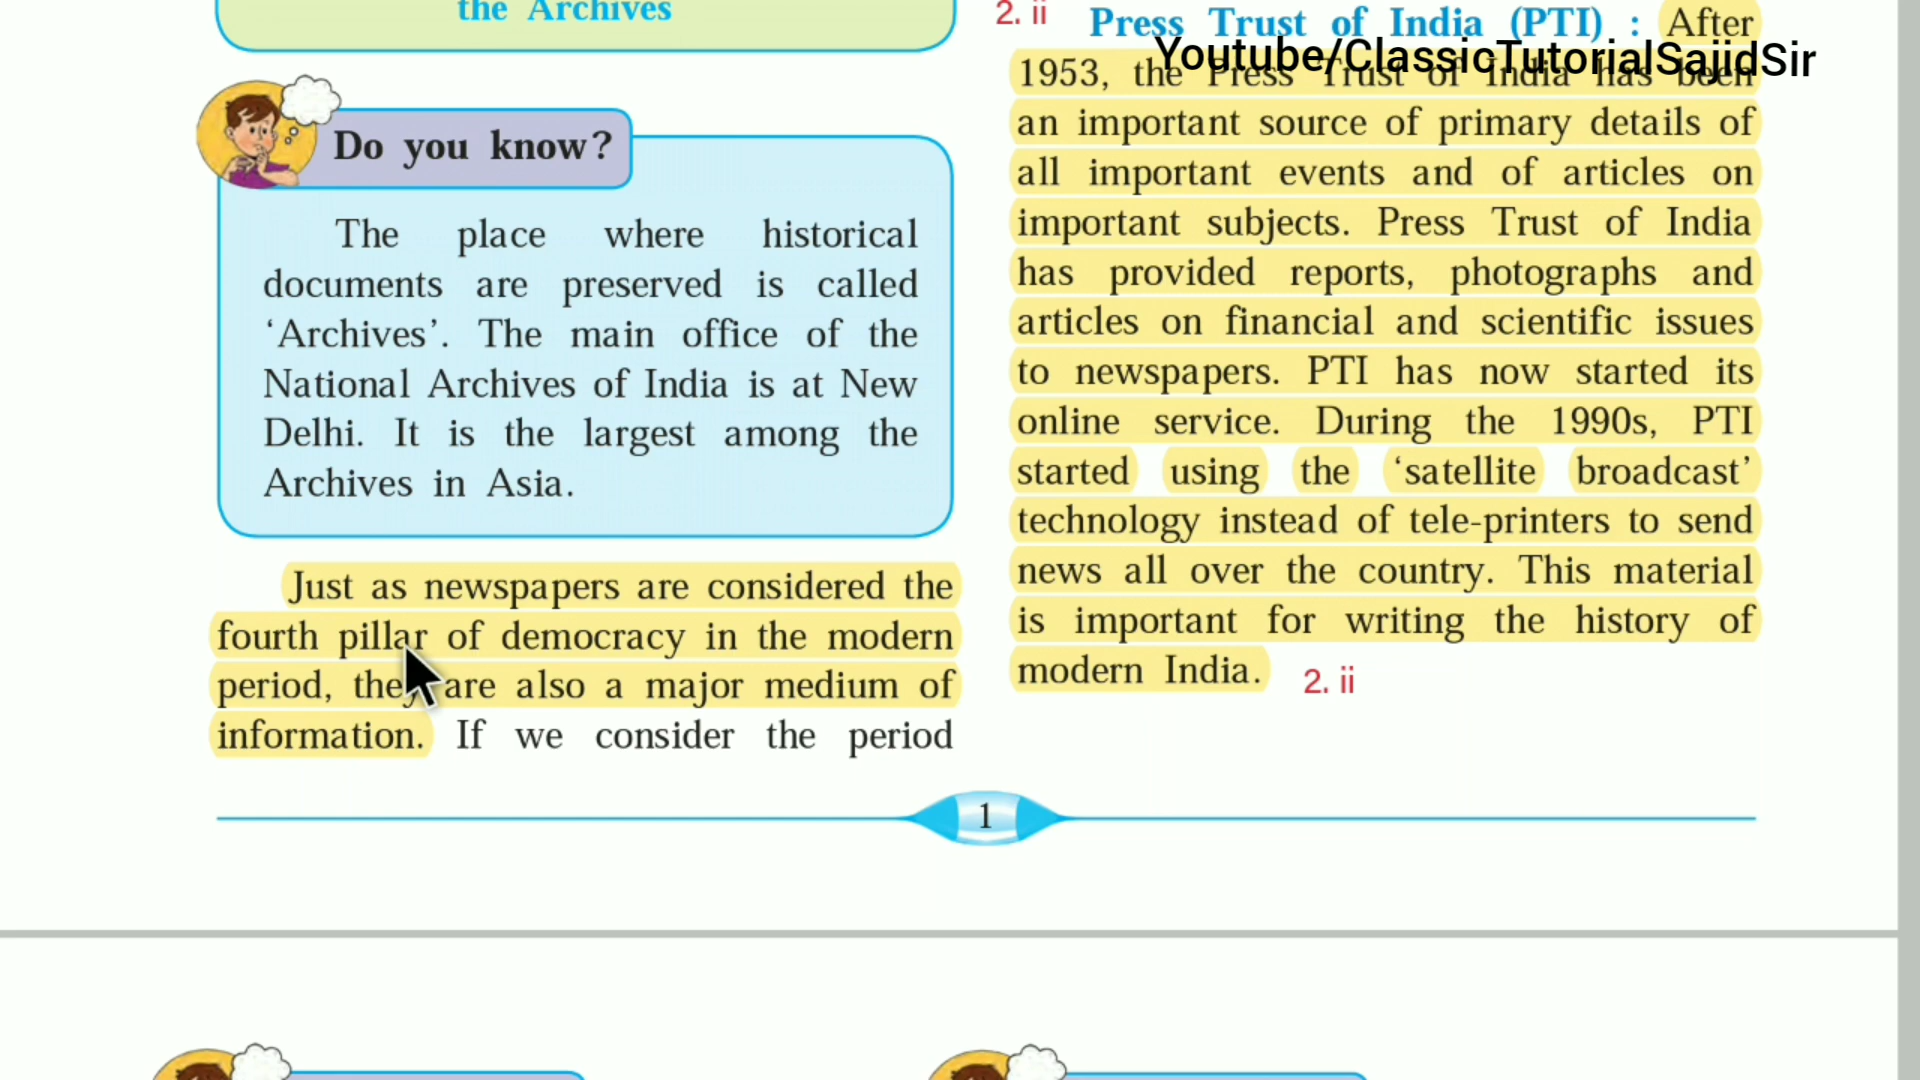 the Archives
Do you know?
The place where historical
documents are preserved is called
‘Archives’. The main office of the
National Archives of India is at New
Delhi. It is the largest among the
Archives in Asia.
Just as newspapers are considered the
fourth pillar of democracy in the modern
period, they are also a major medium of
information. If we consider the period
2. ii
Press Trust of India (PTI) : After
Youtube/ClassicTutorialSajidSir
1953, the Press Trust of India has been
an important source of primary details of
all important events and of articles on
important subjects. Press Trust of India
has provided reports, photographs and
articles on financial and scientific issues
to newspapers. PTI has now started its
online service. During the 1990s, PTI
started using the ‘satellite broadcast’
technology instead of tele-printers to send
news all over the country. This material
is important for writing the history of
modern India. 2. ii
1